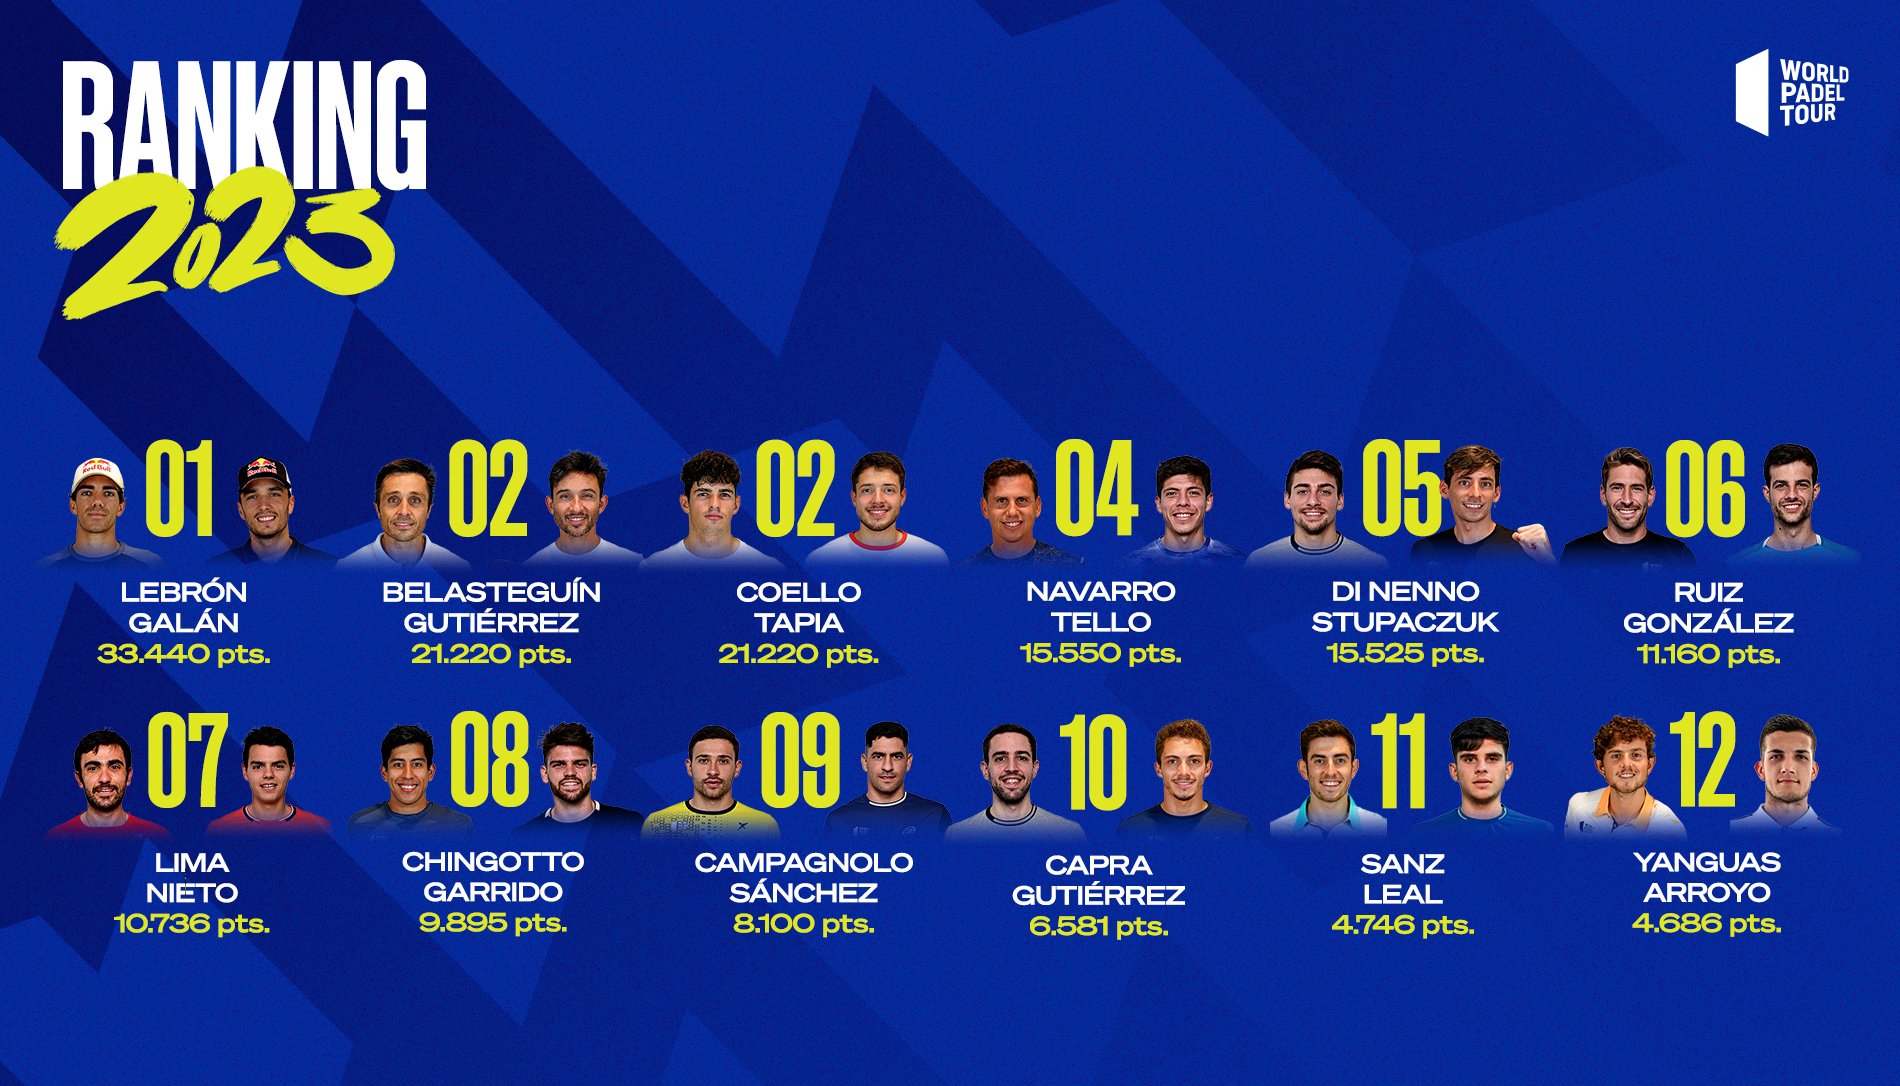 RANKING
2023
WORLD
PADEL
TOUR
Red Bull
Red Bull
01
LEBRÓN
GALÁN
33.440 pts.
02
BELASTEGUÍN
GUTIÉRREZ
21.220 pts.
02
COELLO
TAPIA
21.220 pts.
04
NAVARRO
TELLO
15.550 pts.
05
DI NENNO
STUPACZUK
15.525 pts.
06
RUIZ
GONZÁLEZ
11.160 pts.
07
LIMA
NIETO
10.736 pts.
08
CHINGOTTO
GARRIDO
9.895 pts.
09
CAMPAGNOLO
SÁNCHEZ
8.100 pts.
10
CAPRA
GUTIÉRREZ
6.581 pts.
11
SANZ
LEAL
4.746 pts.
12
YANGUAS
ARROYO
4.686 pts.